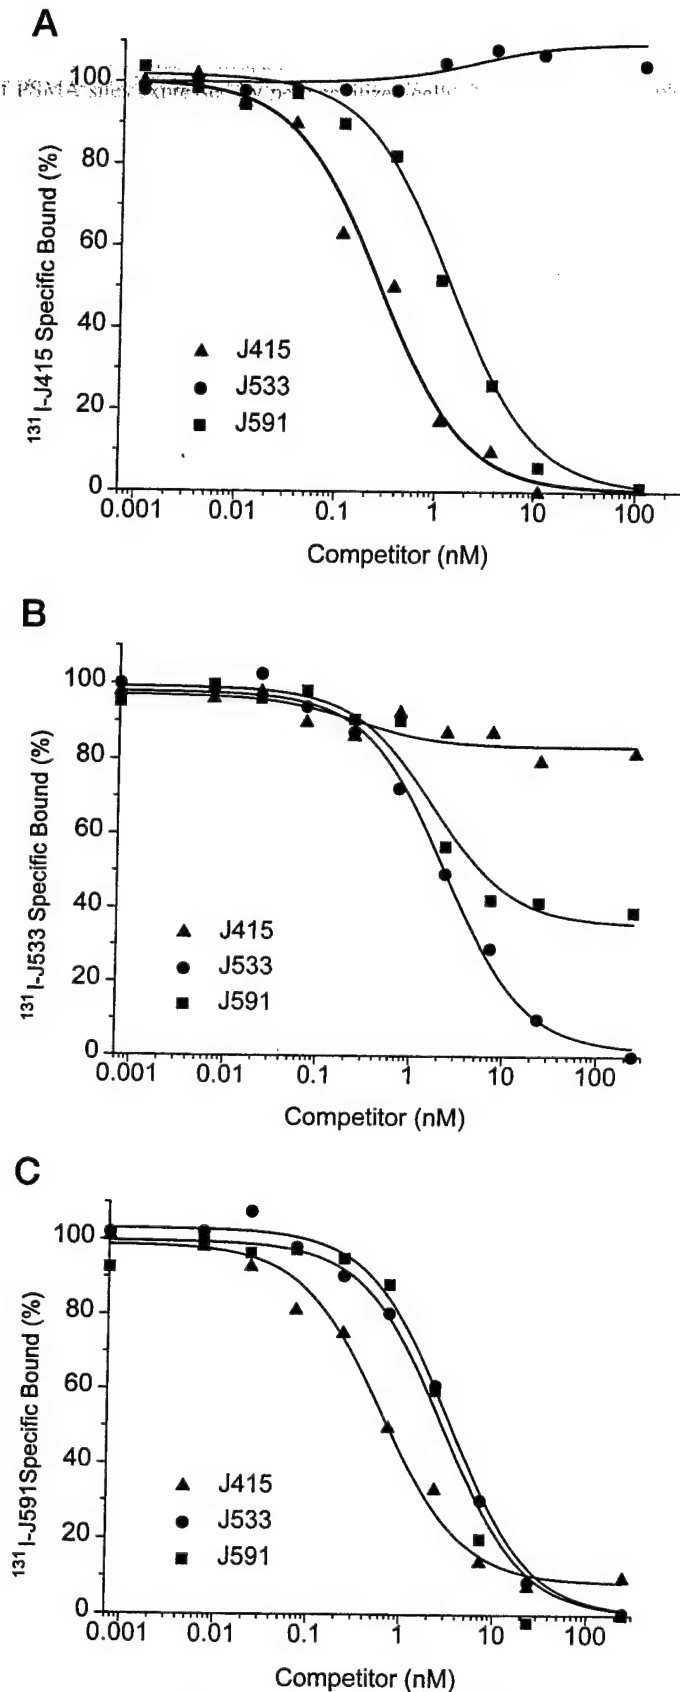 A
100
80
60
40
20
0
131I-J415 Specific Bound (%)
J415
J533
J591
0.001 0.01 0.1 1 10 100
Competitor (nM)
B
100
80
60
40
20
0
131I-J533 Specific Bound (%)
J415
J533
J591
0.001 0.01 0.1 1 10 100
Competitor (nM)
C
100
80
60
40
20
0
131I-J591Specific Bound (%)
J415
J533
J591
0.001 0.01 0.1 1 10 100
Competitor (nM)